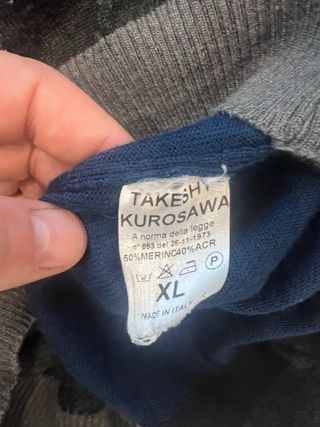 TAKESHY
KUROSAWA
A norma della legge
n° 883 del 26-11-1973
60%MERINO40%ACR
P
XL
MADE IN ITALY